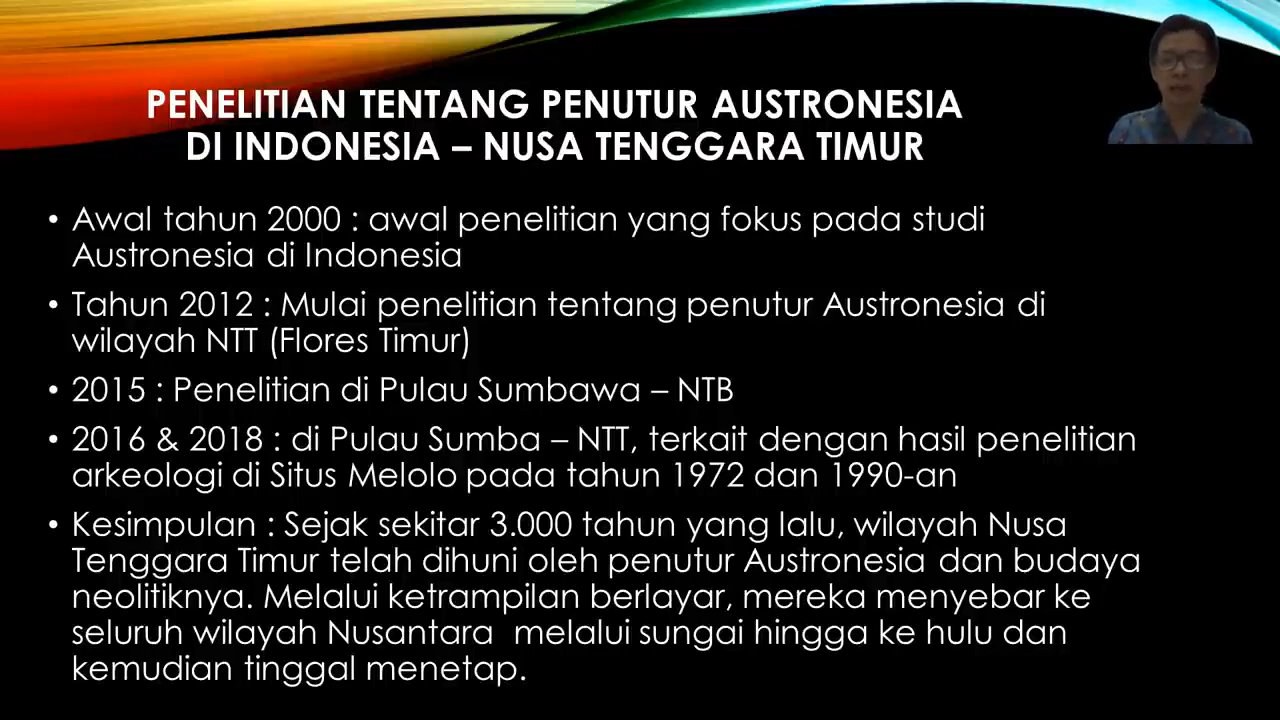 PENELITIAN TENTANG PENUTUR AUSTRONESIA
DI INDONESIA – NUSA TENGGARA TIMUR
• Awal tahun 2000 : awal penelitian yang fokus pada studi
Austronesia di Indonesia
• Tahun 2012 : Mulai penelitian tentang penutur Austronesia di
wilayah NTT (Flores Timur)
• 2015 : Penelitian di Pulau Sumbawa – NTB
• 2016 & 2018 : di Pulau Sumba – NTT, terkait dengan hasil penelitian
arkeologi di Situs Melolo pada tahun 1972 dan 1990-an
• Kesimpulan : Sejak sekitar 3.000 tahun yang lalu, wilayah Nusa
Tenggara Timur telah dihuni oleh penutur Austronesia dan budaya
neolitiknya. Melalui ketrampilan berlayar, mereka menyebar ke
seluruh wilayah Nusantara melalui sungai hingga ke hulu dan
kemudian tinggal menetap.